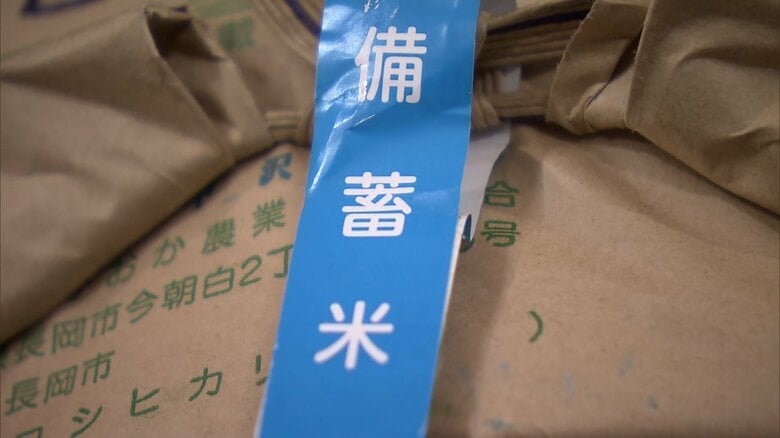 備蓄米
沢
おか農業 合
長岡市今朝白2丁 号
長岡市
コシヒカリ